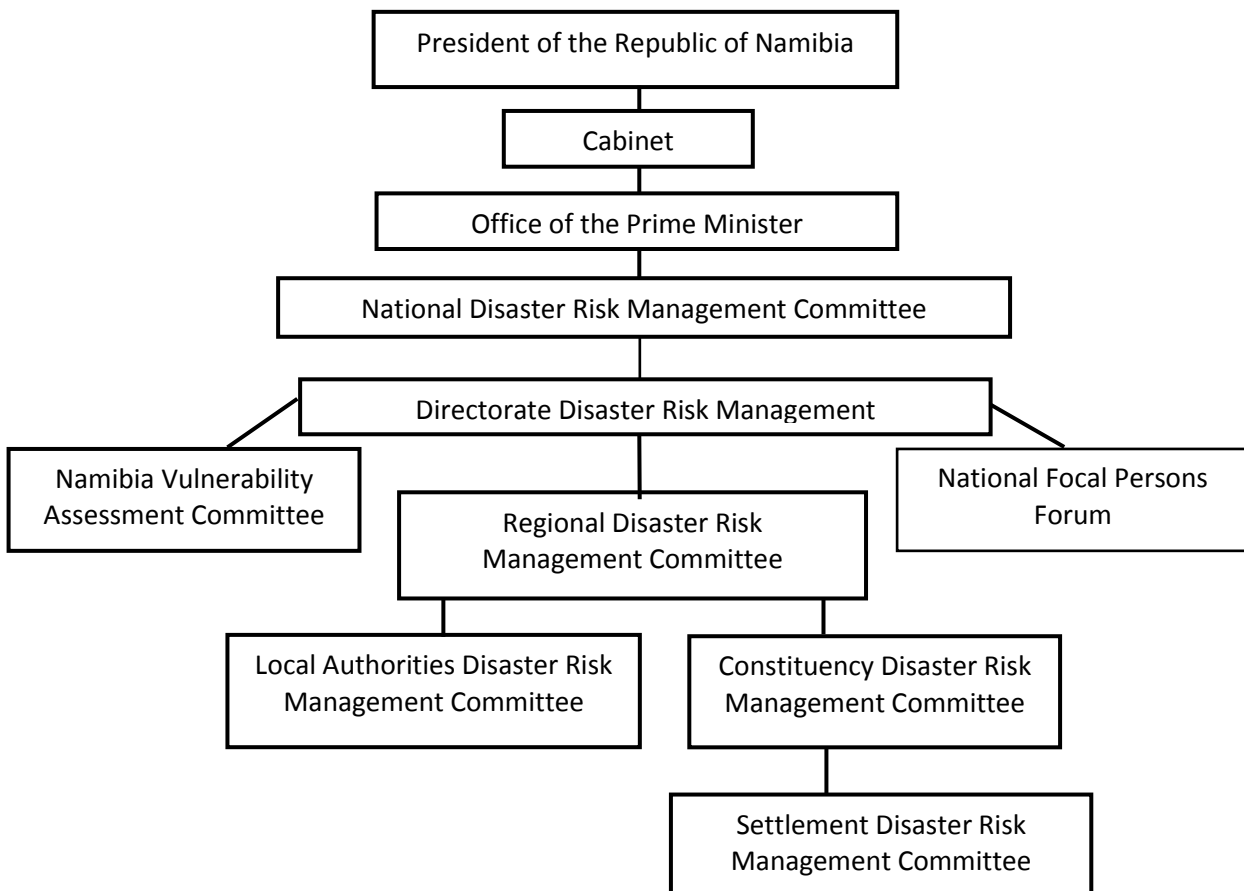 President of the Republic of Namibia
Cabinet
Office of the Prime Minister
National Disaster Risk Management Committee
Directorate Disaster Risk Management
Namibia Vulnerability
Assessment Committee
National Focal Persons
Forum
Regional Disaster Risk
Management Committee
Local Authorities Disaster Risk
Management Committee
Constituency Disaster Risk
Management Committee
Settlement Disaster Risk
Management Committee